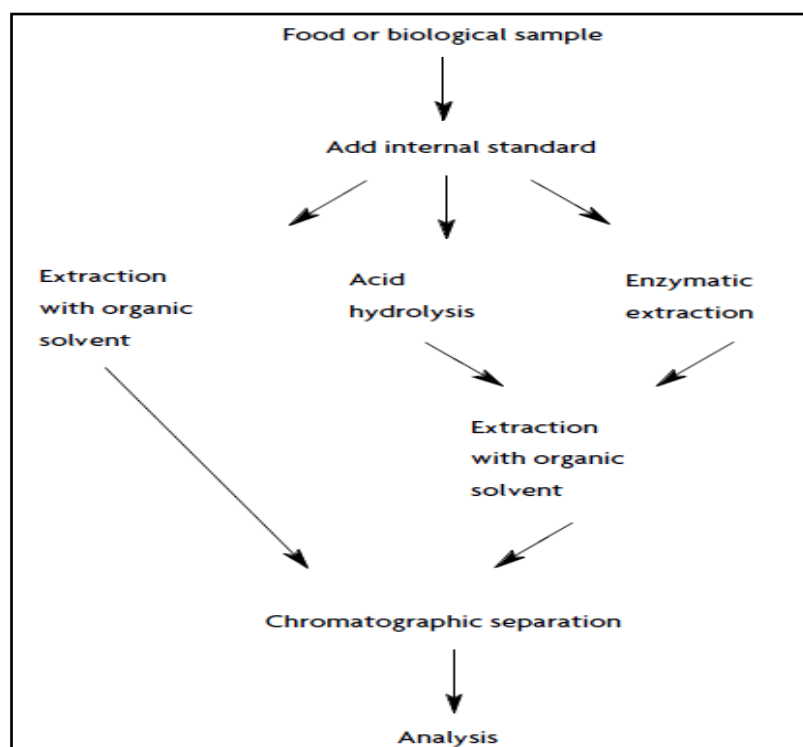 Food or biological sample
Add internal standard
Extraction
with organic
solvent
Acid
hydrolysis
Enzymatic
extraction
Extraction
with organic
solvent
Chromatographic separation
Analysis